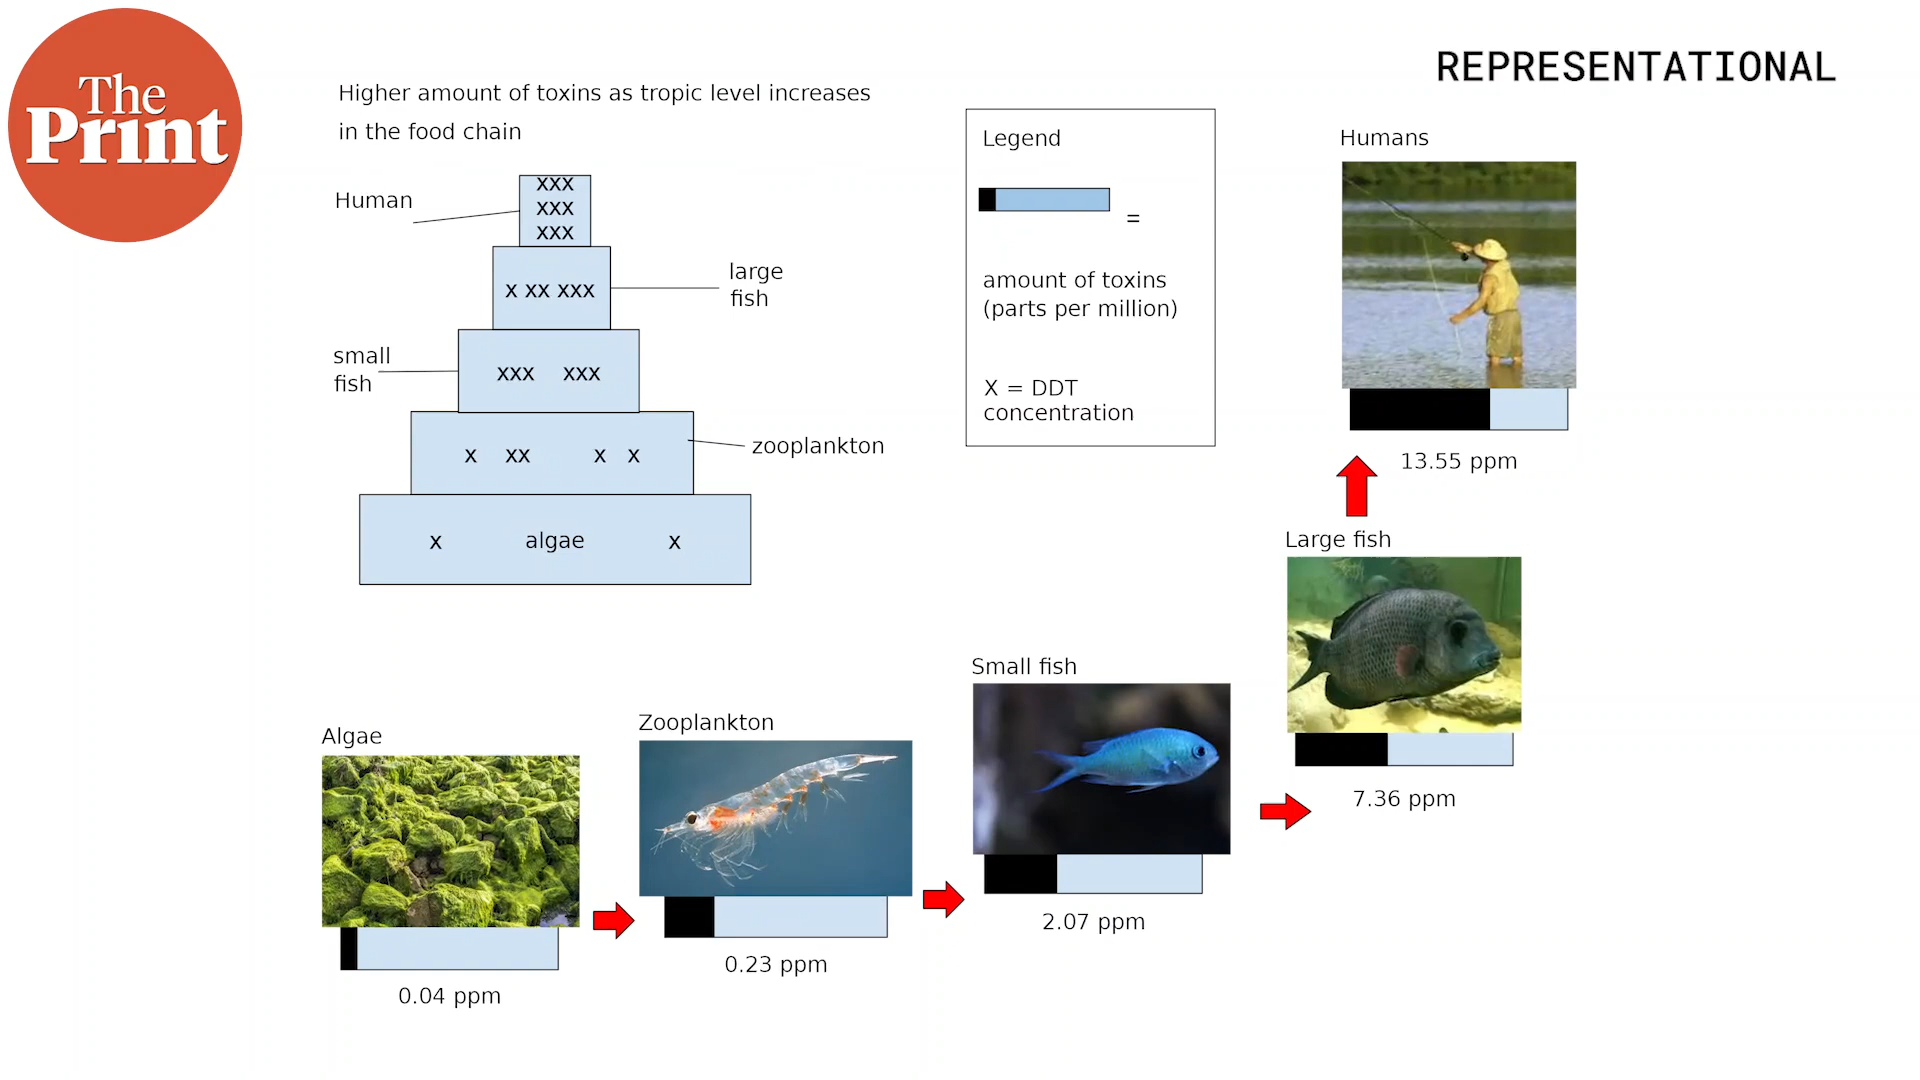 The
Print
REPRESENTATIONAL
Higher amount of toxins as tropic level increases
in the food chain
Human
XXX
XXX
XXX
x xx xxx
large
fish
small
fish
xxx xxx
x xx x x
zooplankton
x algae x
Legend
=
amount of toxins
(parts per million)
X = DDT
concentration
Humans
13.55 ppm
Large fish
7.36 ppm
Small fish
2.07 ppm
Zooplankton
0.23 ppm
Algae
0.04 ppm